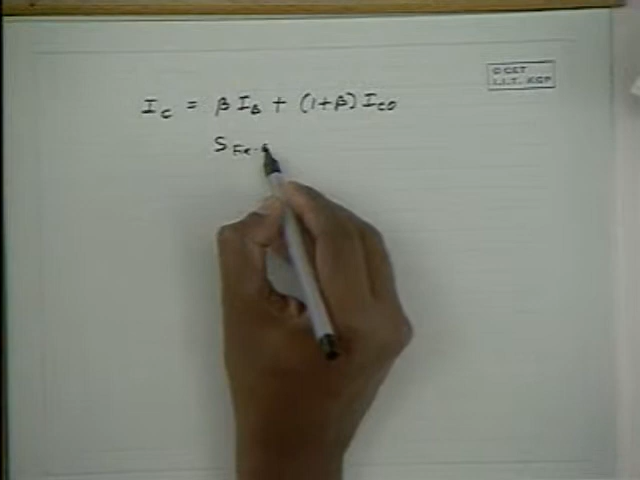 I_C = β I_B + (1+β) I_CO
S
© CET
I.I.T. KGP